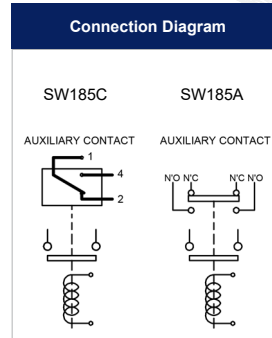 Connection Diagram
SW185C SW185A
AUXILIARY CONTACT AUXILIARY CONTACT
1
4
2
N'O N'C N'C N'O